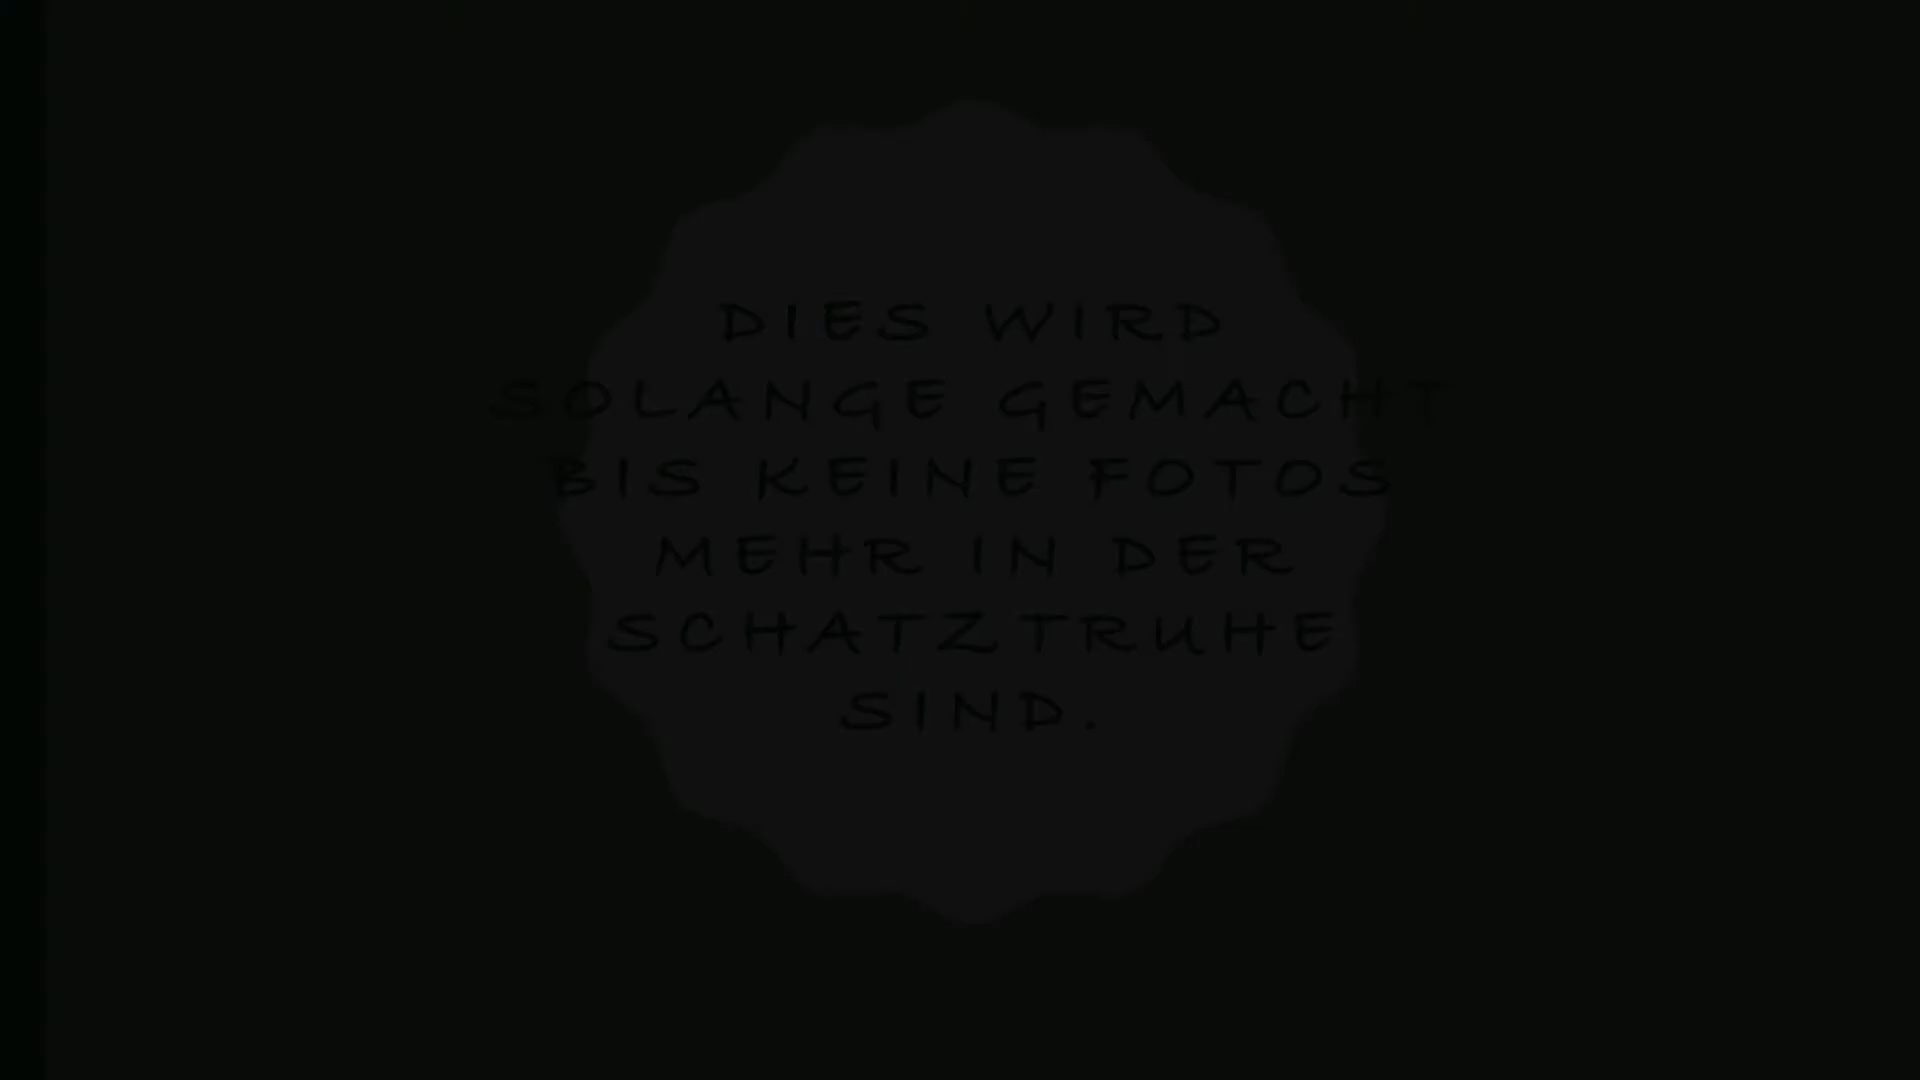 DIES WIRD
SOLANGE GEMACHT
BIS KEINE FOTOS
MEHR IN DER
SCHATZTRUHE
SIND.